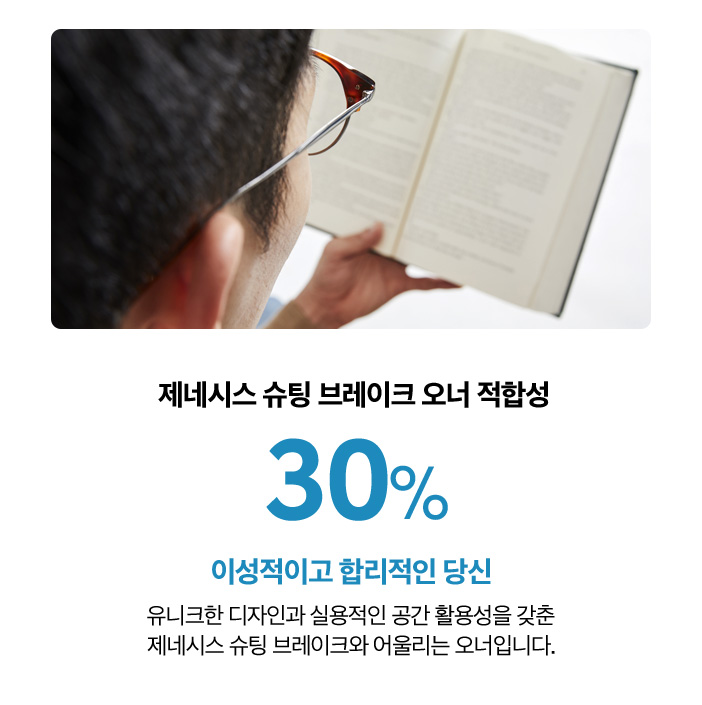 제네시스 슈팅 브레이크 오너 적합성
30%
이성적이고 합리적인 당신
유니크한 디자인과 실용적인 공간 활용성을 갖춘
제네시스 슈팅 브레이크와 어울리는 오너입니다.